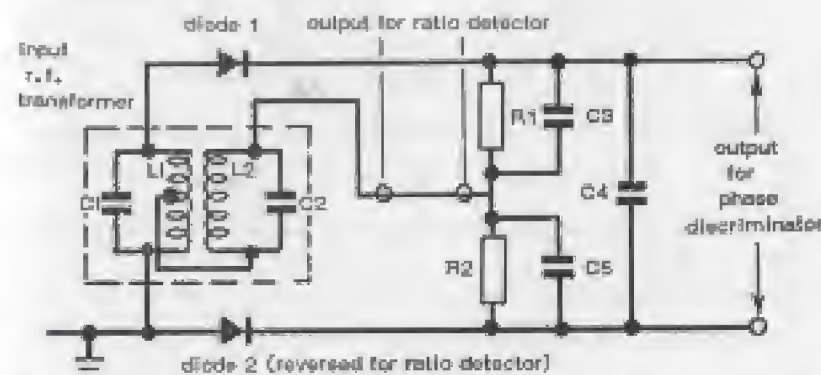 diode 1
output for ratio detector
input
r.f.
transformer
L1
L2
C1
C2
R1
C3
C4
R2
C5
output
for
phase
discriminator
diode 2 (reversed for ratio detector)